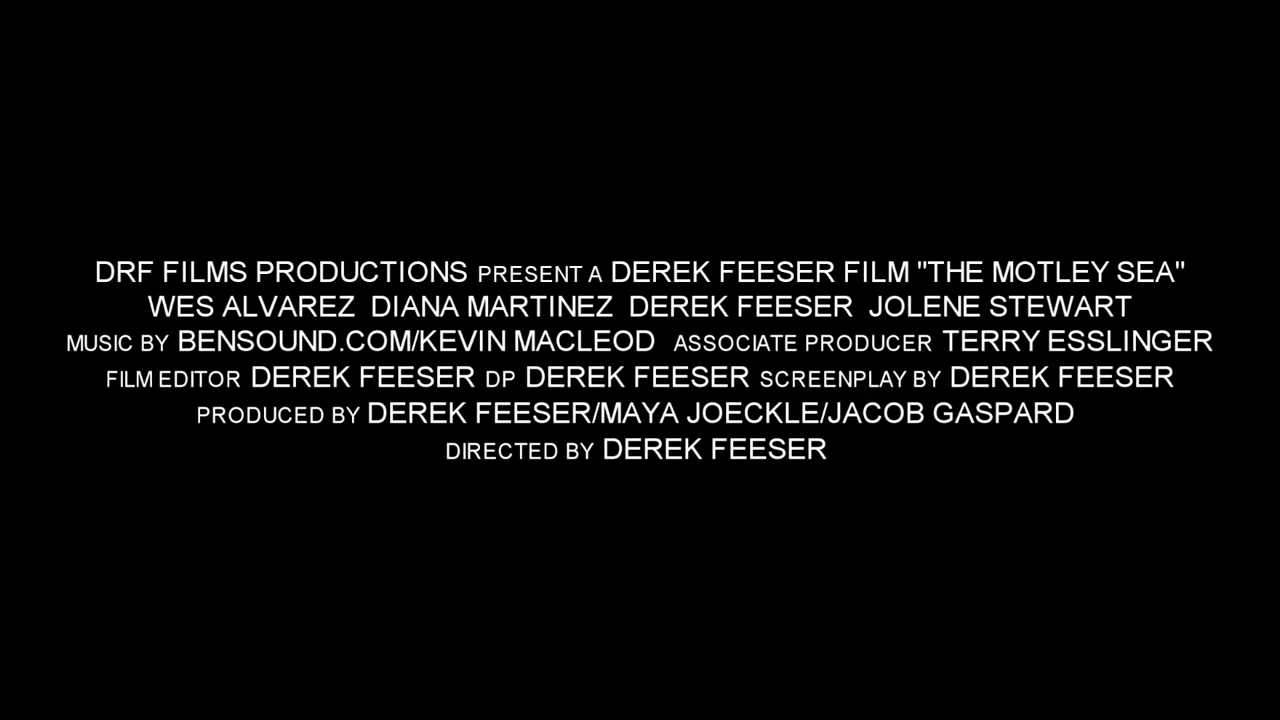 DRF FILMS PRODUCTIONS PRESENT A DEREK FEESER FILM "THE MOTLEY SEA"
WES ALVAREZ DIANA MARTINEZ DEREK FEESER JOLENE STEWART
MUSIC BY BENSOUND.COM/KEVIN MACLEOD ASSOCIATE PRODUCER TERRY ESSLINGER
FILM EDITOR DEREK FEESER DP DEREK FEESER SCREENPLAY BY DEREK FEESER
PRODUCED BY DEREK FEESER/MAYA JOECKLE/JACOB GASPARD
DIRECTED BY DEREK FEESER